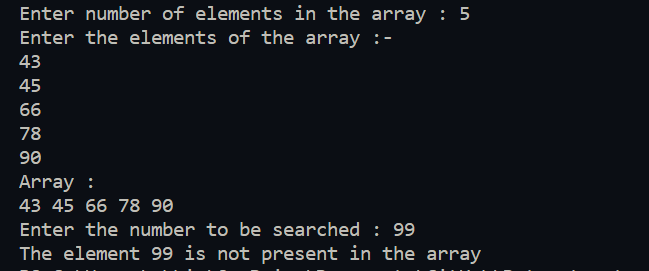 Enter number of elements in the array : 5
Enter the elements of the array :-
43
45
66
78
90
Array :
43 45 66 78 90
Enter the number to be searched : 99
The element 99 is not present in the array